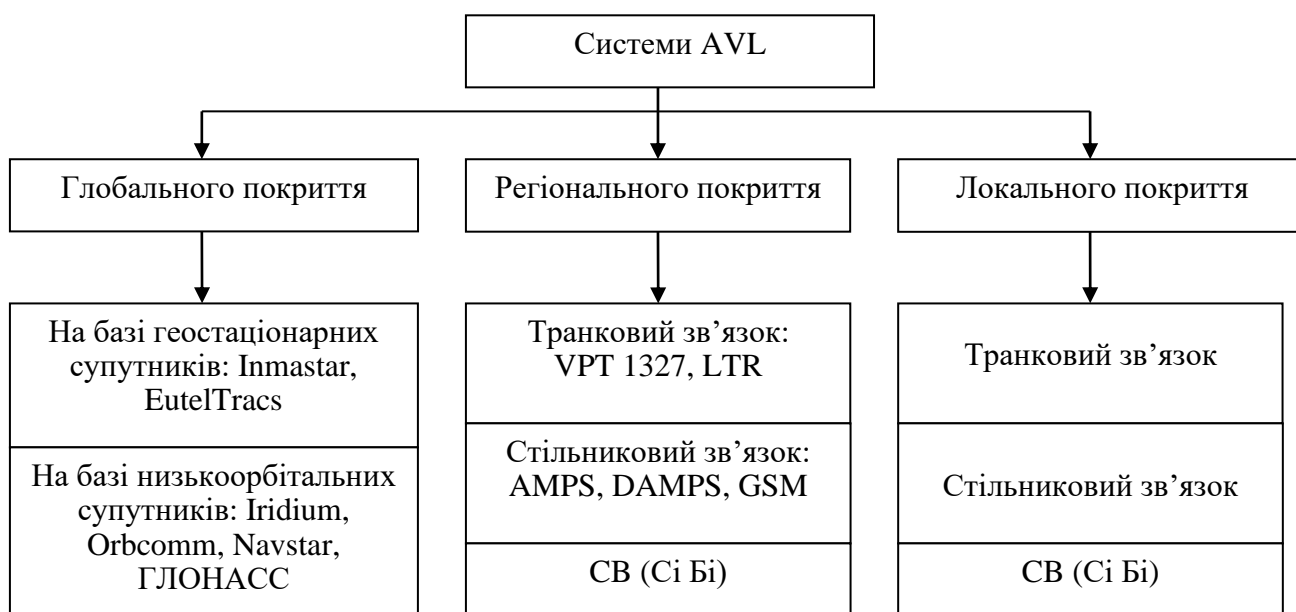 Системи AVL
Глобального покриття
Регіонального покриття
Локального покриття
На базі геостаціонарних
супутників: Inmastar,
EutelTracs
На базі низькоорбітальних
супутників: Iridium,
Orbcomm, Navstar,
ГЛОНАСС
Транковий зв’язок:
VPT 1327, LTR
Стільниковий зв’язок:
AMPS, DAMPS, GSM
СВ (Сі Бі)
Транковий зв’язок
Стільниковий зв’язок
СВ (Сі Бі)